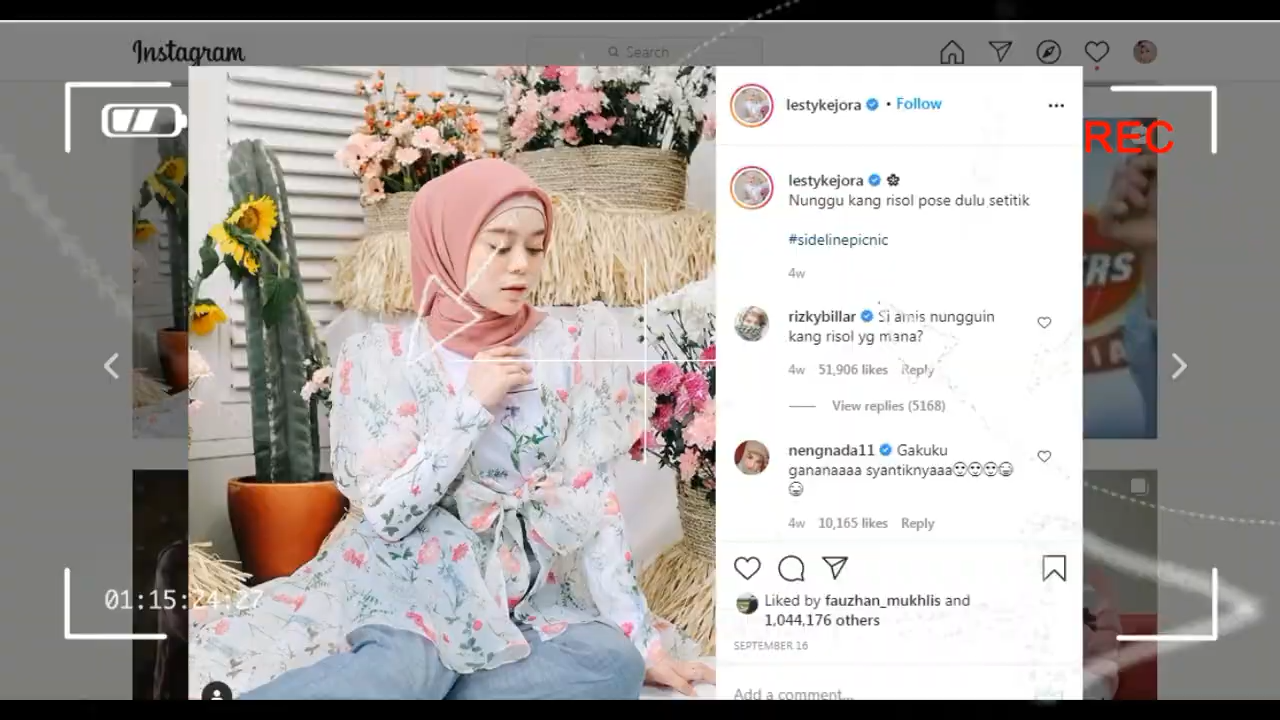 Instagram
Search
REC
lestykejora • Follow
lestykejora
Nunggu kang risol pose dulu setitik
#sidelinepicnic
4w
rizkybillar Si amis nungguin
kang risol yg mana?
4w 51,906 likes Reply
View replies (5168)
nengnada11 Gakuku
gananaaaa syantiknyaaa
4w 10,165 likes Reply
Liked by fauzhan_mukhlis and
1,044,176 others
SEPTEMBER 16
Add a comment...
01:15:24:27